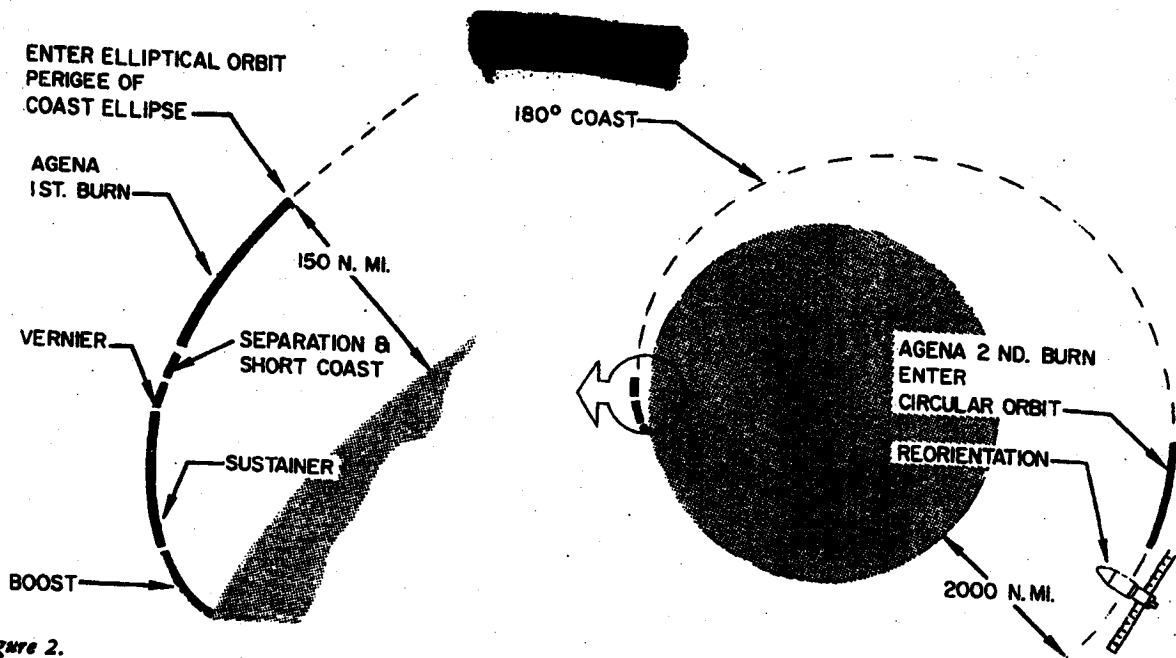 ENTER ELLIPTICAL ORBIT
PERIGEE OF
COAST ELLIPSE
AGENA
1ST. BURN
150 N. MI.
VERNIER
SEPARATION &
SHORT COAST
SUSTAINER
BOOST
180° COAST
AGENA 2 ND. BURN
ENTER
CIRCULAR ORBIT
REORIENTATION
2000 N. MI.
gure 2.